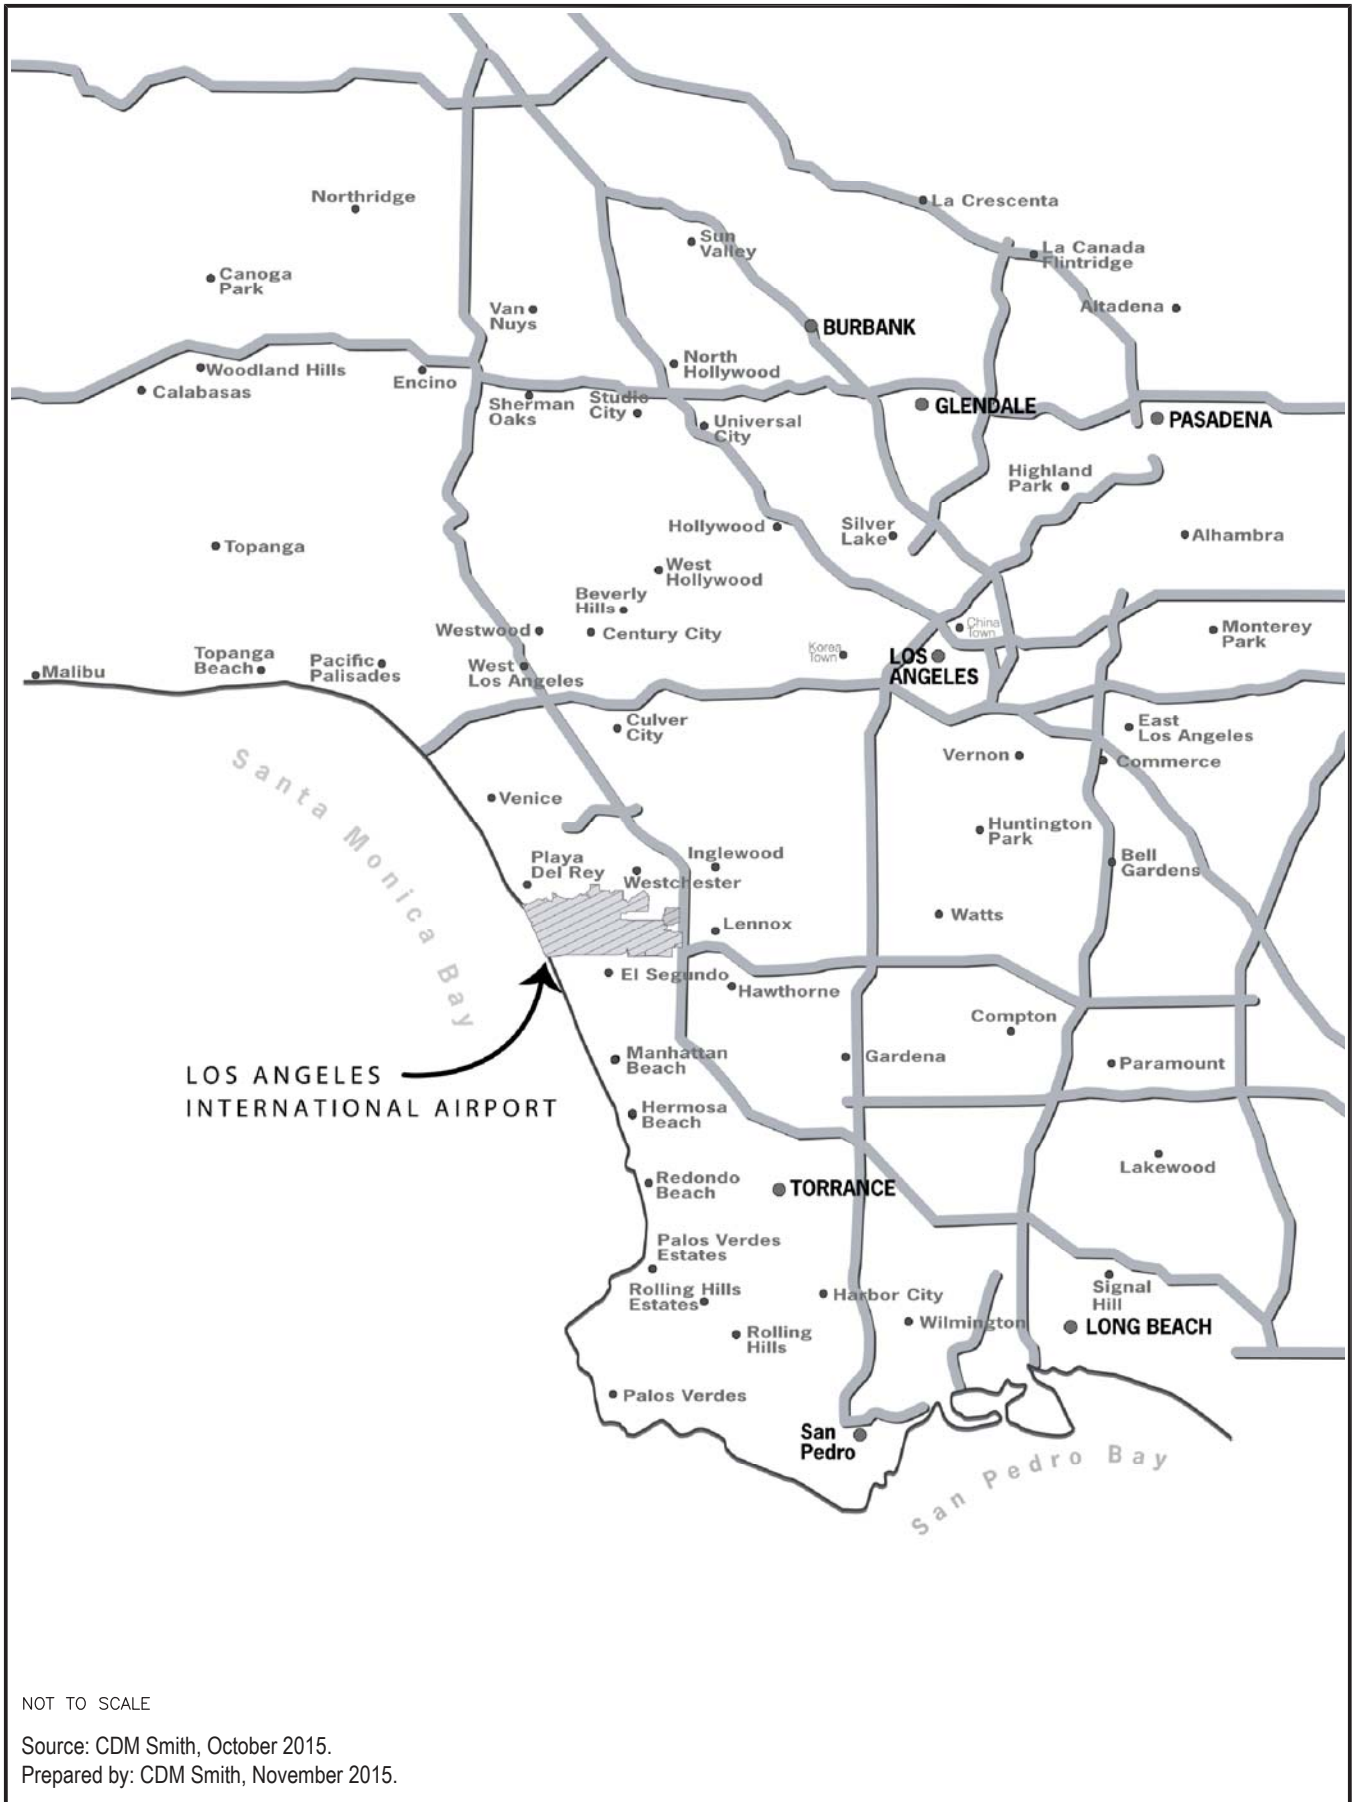 La Crescenta
Northridge
Sun
Valley
La Canada
Flintridge
Canoga
Park
Altadena
Van
Nuys
BURBANK
North
Hollywood
Woodland Hills
Encino
Calabasas
Sherman
Oaks
Studio
City
GLENDALE
PASADENA
Universal
City
Highland
Park
Hollywood
Silver
Lake
Alhambra
Topanga
West
Hollywood
Beverly
Hills
Westwood
Century City
China
Town
Monterey
Park
Korea
Town
LOS
ANGELES
Malibu
Topanga
Beach
Pacific
Palisades
West
Los Angeles
Culver
City
East
Los Angeles
Vernon
Commerce
Santa Monica Bay
Venice
Huntington
Park
Playa
Del Rey
Inglewood
Westchester
Bell
Gardens
Watts
Lennox
El Segundo
Hawthorne
Compton
Manhattan
Beach
Gardena
Paramount
LOS ANGELES
INTERNATIONAL AIRPORT
Hermosa
Beach
Lakewood
Redondo
Beach
TORRANCE
Palos Verdes
Estates
Rolling Hills
Estates
Harbor City
Signal
Hill
Wilmington
LONG BEACH
Rolling
Hills
Palos Verdes
San
Pedro
San Pedro Bay
NOT TO SCALE
Source: CDM Smith, October 2015.
Prepared by: CDM Smith, November 2015.